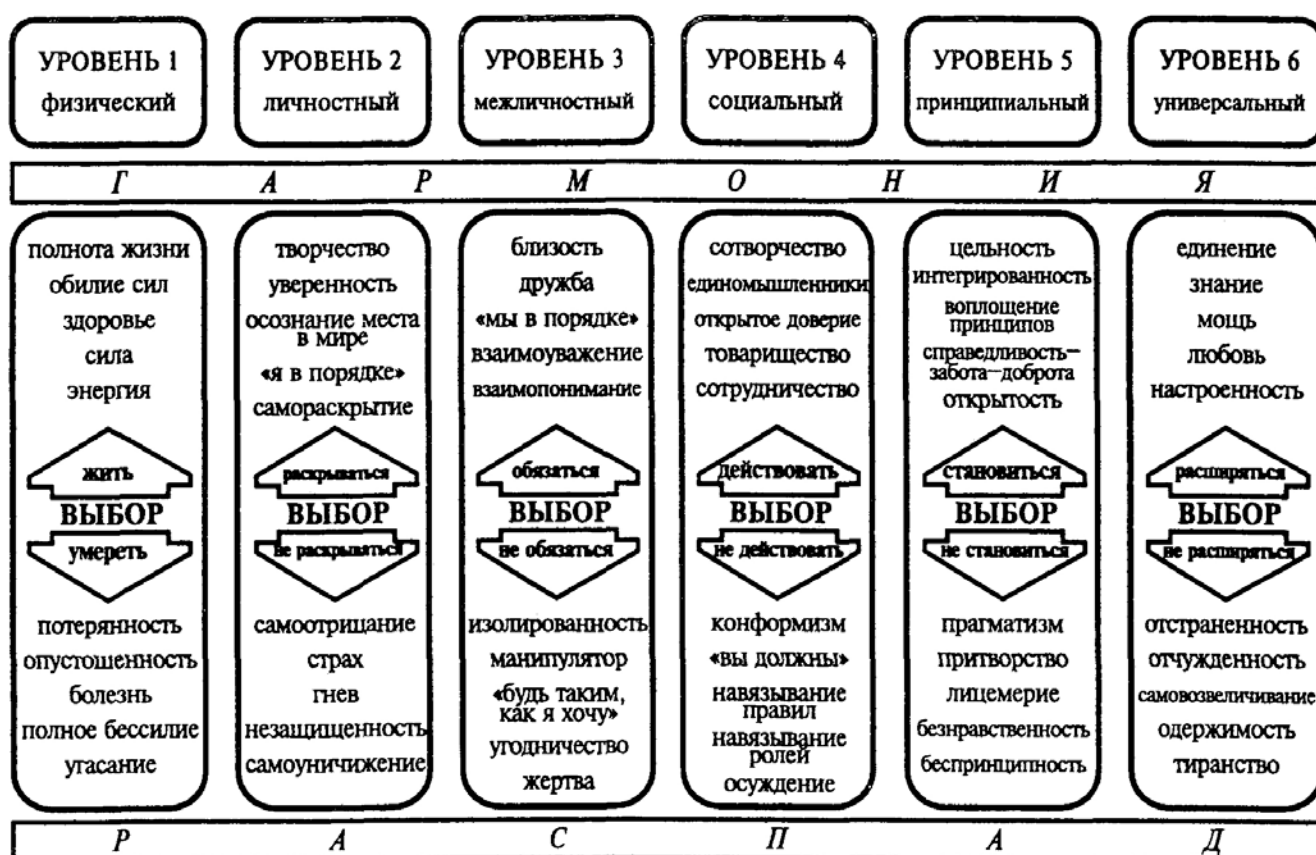 УРОВЕНЬ 1
физический
УРОВЕНЬ 2
личностный
УРОВЕНЬ 3
межличностный
УРОВЕНЬ 4
социальный
УРОВЕНЬ 5
принципиальный
УРОВЕНЬ 6
универсальный
Г А Р М О Н И Я
полнота жизни
обилие сил
здоровье
сила
энергия
жить
ВЫБОР
умереть
потерянность
опустошенность
болезнь
полное бессилие
угасание
творчество
уверенность
осознание места
в мире
«я в порядке»
самораскрытие
раскрываться
ВЫБОР
не раскрываться
самоотрицание
страх
гнев
незащищенность
самоуничижение
близость
дружба
«мы в порядке»
взаимоуважение
взаимопонимание
обязаться
ВЫБОР
не обязаться
изолированность
манипулятор
«будь таким,
как я хочу»
угодничество
жертва
сотворчество
единомышленники
открытое доверие
товарищество
сотрудничество
действовать
ВЫБОР
не действовать
конформизм
«вы должны»
навязывание
правил
навязывание
ролей
осуждение
цельность
интегрированность
воплощение
принципов
справедливость—
забота—доброта
открытость
становиться
ВЫБОР
не становиться
прагматизм
притворство
лицемерие
безнравственность
беспринципность
единение
знание
мощь
любовь
настроенность
расширяться
ВЫБОР
не расширяться
отстраненность
отчужденность
самовозвеличивание
одержимость
тиранство
Р А С П А Д